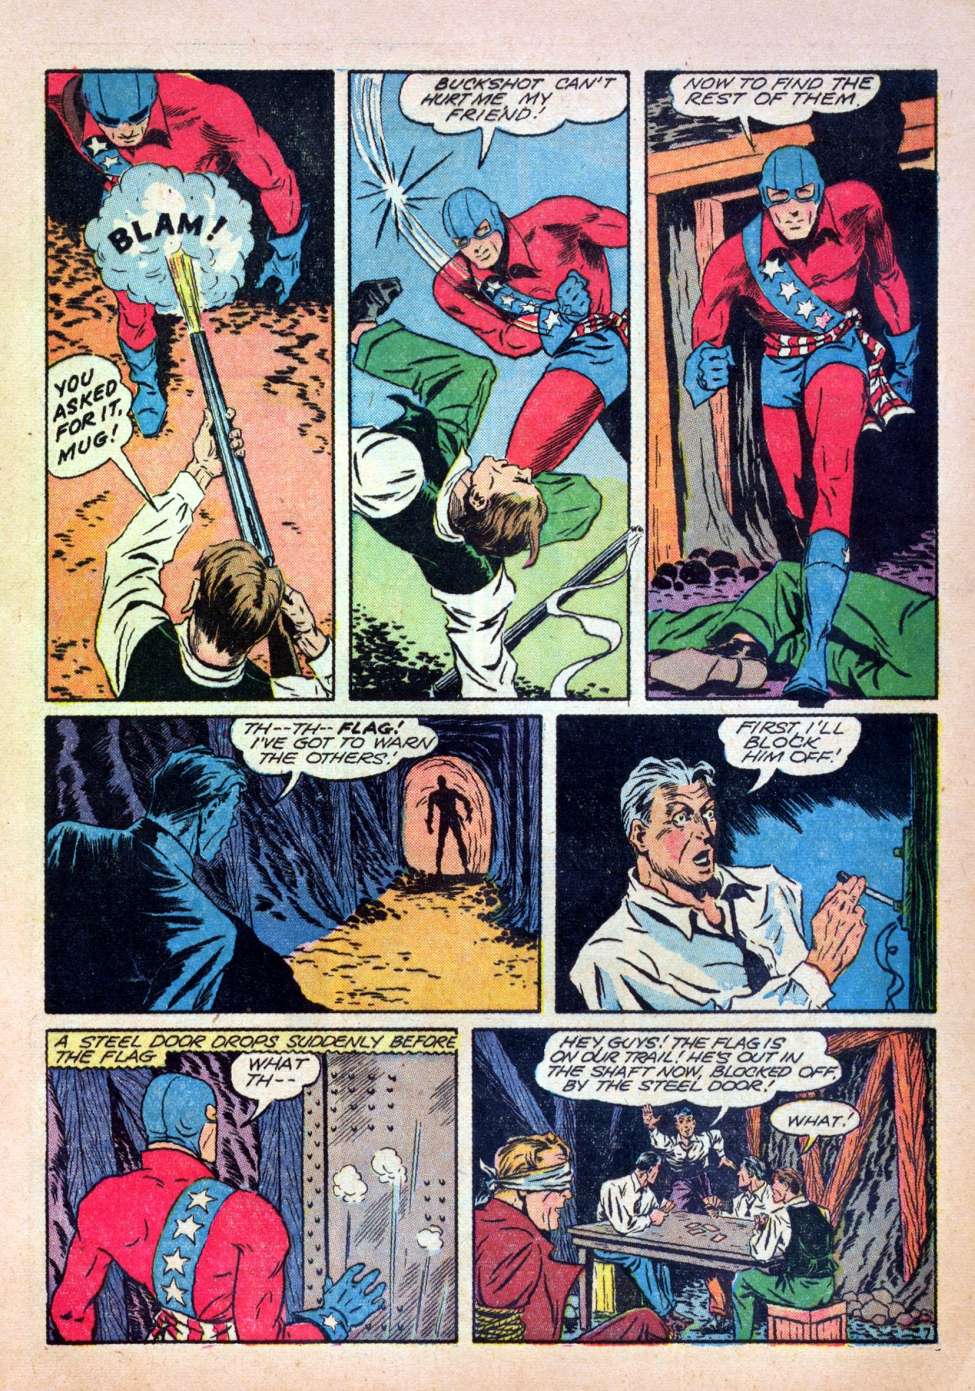 BLAM!
YOU
ASKED
FOR IT,
MUG!
BUCKSHOT CAN'T
HURT ME, MY
FRIEND!
NOW TO FIND THE
REST OF THEM.
TH--TH--FLAG!
I'VE GOT TO WARN
THE OTHERS!
FIRST, I'LL
BLOCK
HIM OFF!
A STEEL DOOR DROPS SUDDENLY BEFORE
THE FLAG
WHAT
TH--
HEY, GUYS! THE FLAG IS
ON OUR TRAIL! HE'S OUT IN
THE SHAFT NOW, BLOCKED OFF
BY THE STEEL DOOR!
WHAT!
7